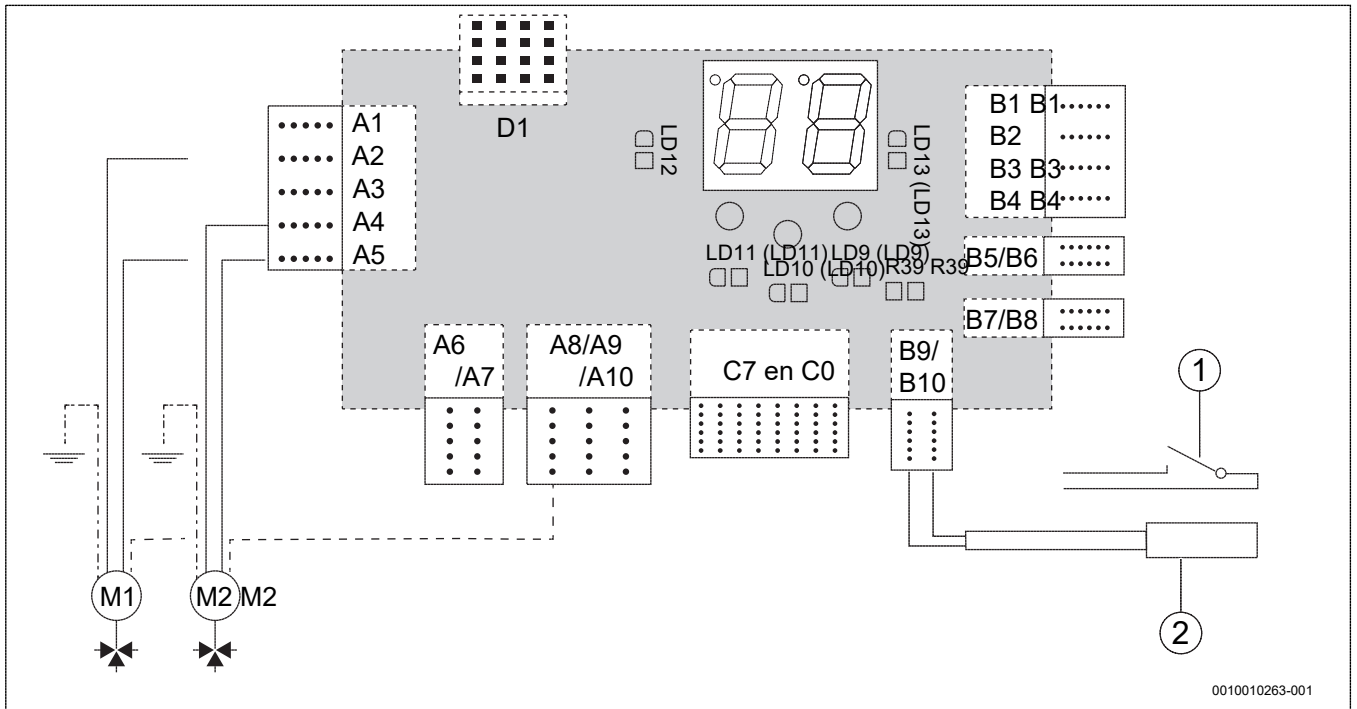 D1
A1
A2
A3
A4
A5
LD12
LD13 (LD13)
B1 B1
B2
B3 B3
B4 B4
LD11 (LD11) LD9 (LD9)
LD10 (LD10) R39 R39
B5/B6
B7/B8
A6
/A7
A8/A9
/A10
C7 en C0
B9/
B10
1
M1
M2 M2
2
0010010263-001